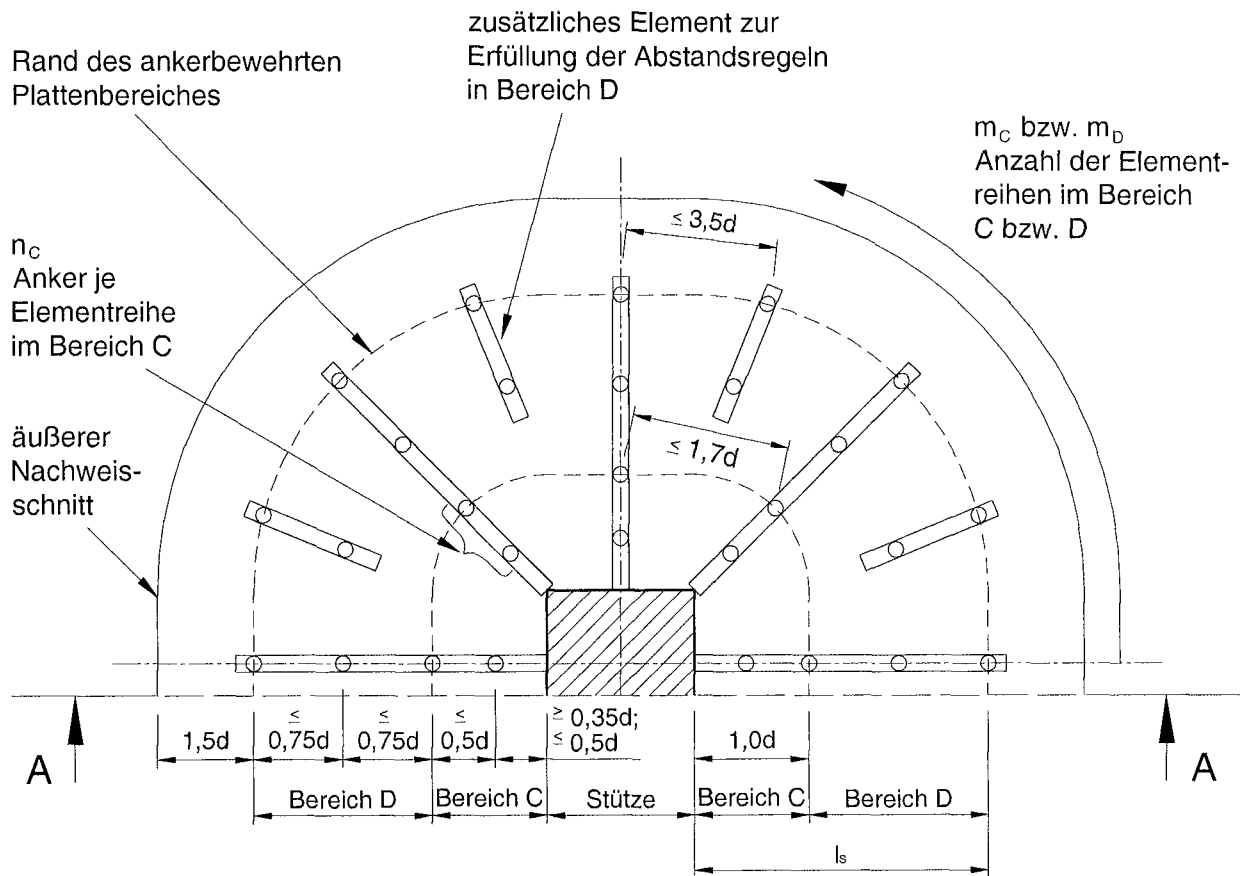 zusätzliches Element zur
Erfüllung der Abstandsregeln
in Bereich D
Rand des ankerbewehrten
Plattenbereiches
m_C bzw. m_D
Anzahl der Element-
reihen im Bereich
C bzw. D
≤ 3,5d
n_C
Anker je
Elementreihe
im Bereich C
≤ 1,7d
äußerer
Nachweis-
schnitt
A
1,5d
≤
0,75d
≤
0,75d
≤
0,5d
≥ 0,35d;
≤ 0,5d
1,0d
A
Bereich D
Bereich C
Stütze
Bereich C
Bereich D
l_s